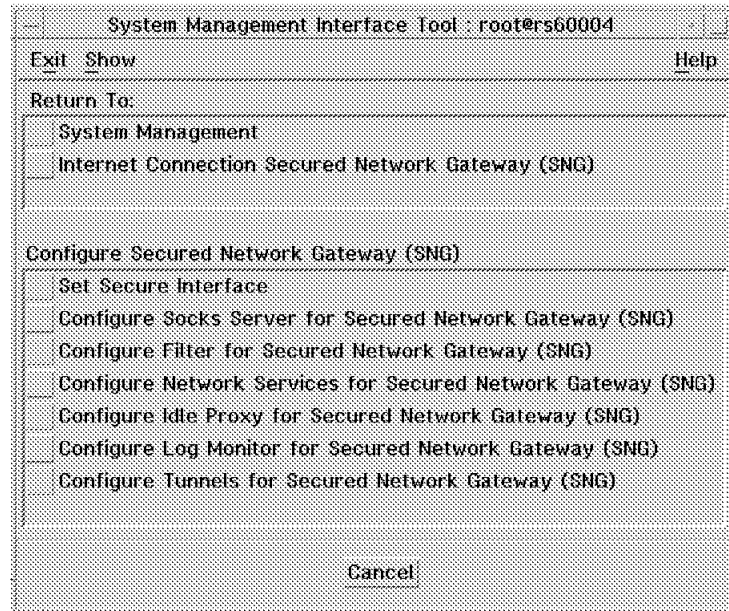 System Management Interface Tool : root@rs60004
Exit Show Help
Return To:
System Management
Internet Connection Secured Network Gateway (SNG)
Configure Secured Network Gateway (SNG)
Set Secure Interface
Configure Socks Server for Secured Network Gateway (SNG)
Configure Filter for Secured Network Gateway (SNG)
Configure Network Services for Secured Network Gateway (SNG)
Configure Idle Proxy for Secured Network Gateway (SNG)
Configure Log Monitor for Secured Network Gateway (SNG)
Configure Tunnels for Secured Network Gateway (SNG)
Cancel